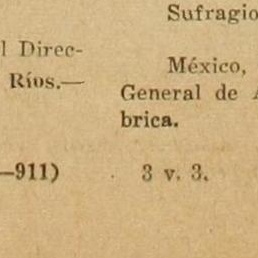 Sufragio
l Direc-
Ríos.—
México,
General de
brica.
—911)
3 v. 3.